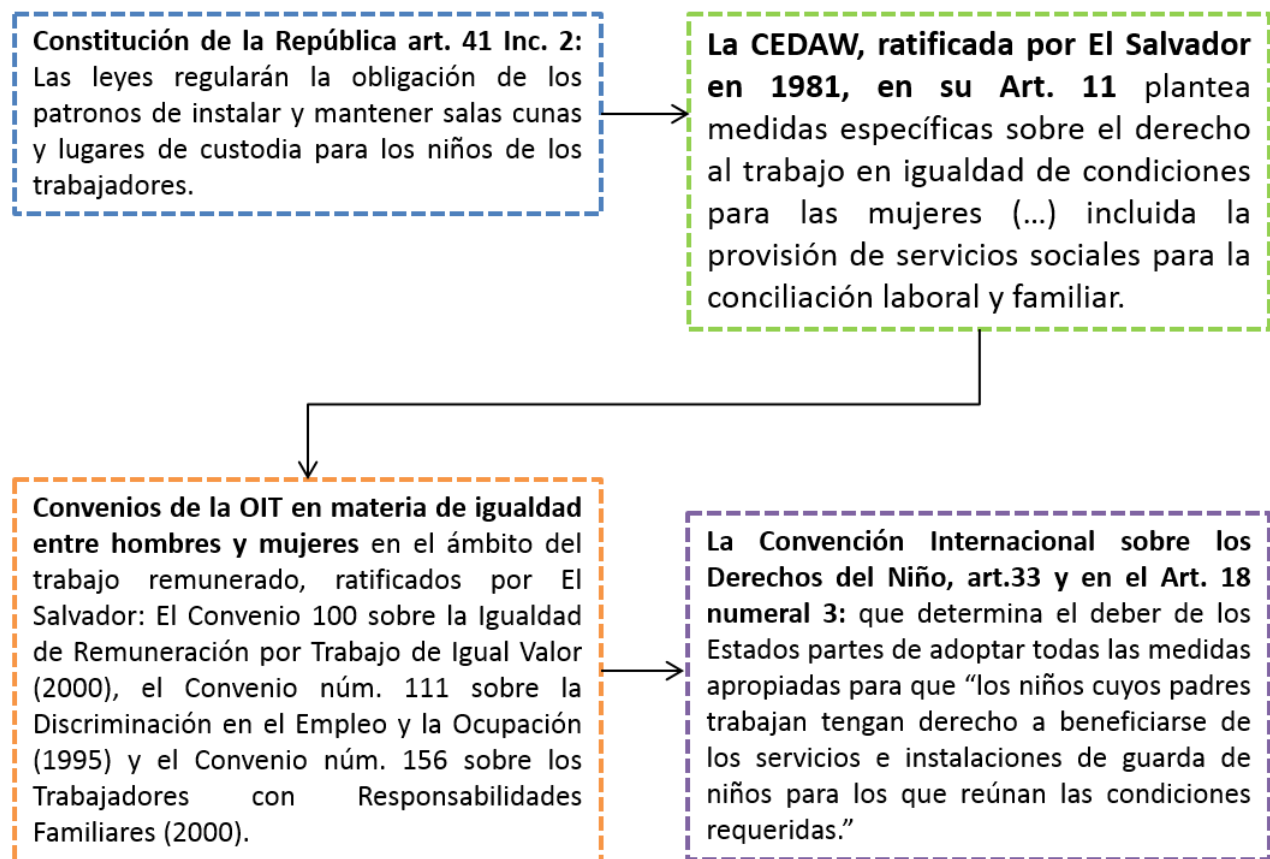 Constitución de la República art. 41 Inc. 2:
Las leyes regularán la obligación de los
patronos de instalar y mantener salas cunas
y lugares de custodia para los niños de los
trabajadores.
La CEDAW, ratificada por El Salvador
en 1981, en su Art. 11 plantea
medidas específicas sobre el derecho
al trabajo en igualdad de condiciones
para las mujeres (...) incluida la
provisión de servicios sociales para la
conciliación laboral y familiar.
Convenios de la OIT en materia de igualdad
entre hombres y mujeres en el ámbito del
trabajo remunerado, ratificados por El
Salvador: El Convenio 100 sobre la Igualdad
de Remuneración por Trabajo de Igual Valor
(2000), el Convenio núm. 111 sobre la
Discriminación en el Empleo y la Ocupación
(1995) y el Convenio núm. 156 sobre los
Trabajadores con Responsabilidades
Familiares (2000).
La Convención Internacional sobre los
Derechos del Niño, art.33 y en el Art. 18
numeral 3: que determina el deber de los
Estados partes de adoptar todas las medidas
apropiadas para que “los niños cuyos padres
trabajan tengan derecho a beneficiarse de
los servicios e instalaciones de guarda de
niños para los que reúnan las condiciones
requeridas.”